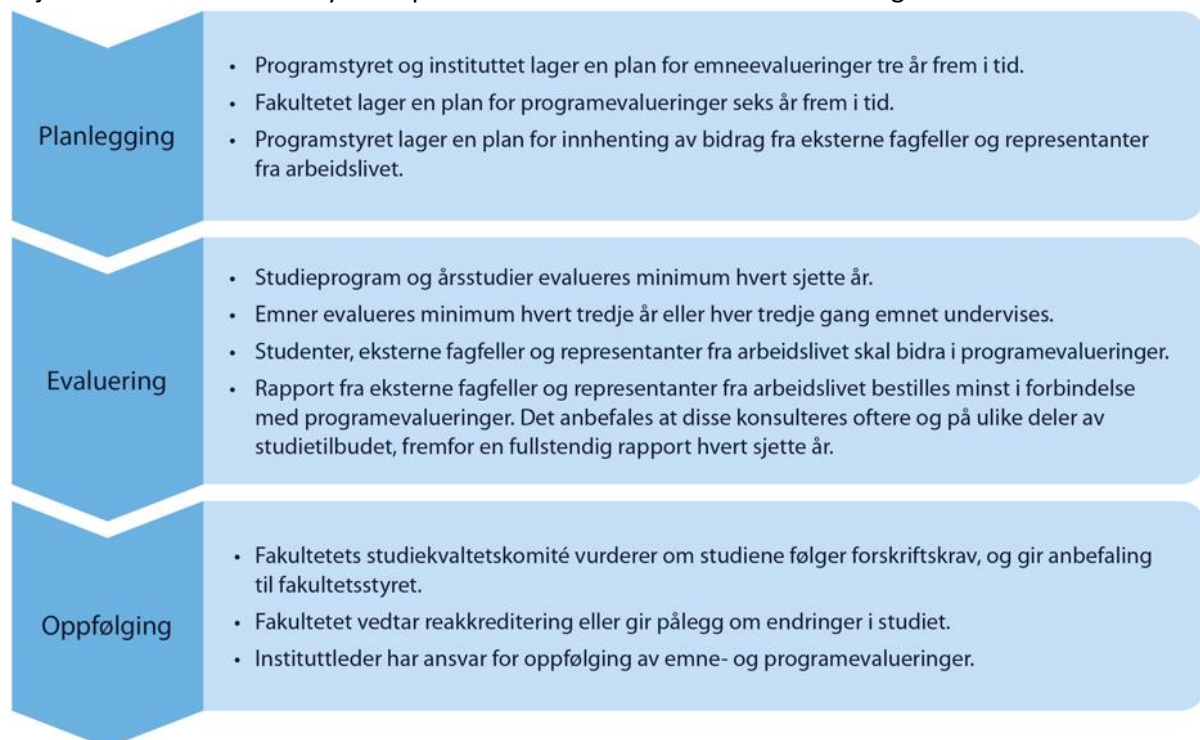 Planlegging
• Programstyret og instituttet lager en plan for emneevalueringer tre år frem i tid.
• Fakultetet lager en plan for programevalueringer seks år frem i tid.
• Programstyret lager en plan for innhenting av bidrag fra eksterne fagfeller og representanter
fra arbeidslivet.
Evaluering
• Studieprogram og årsstudier evalueres minimum hvert sjette år.
• Emner evalueres minimum hvert tredje år eller hver tredje gang emnet undervises.
• Studenter, eksterne fagfeller og representanter fra arbeidslivet skal bidra i programevalueringer.
• Rapport fra eksterne fagfeller og representanter fra arbeidslivet bestilles minst i forbindelse
med programevalueringer. Det anbefales at disse konsulteres oftere og på ulike deler av
studietilbudet, fremfor en fullstendig rapport hvert sjette år.
Oppfølging
• Fakultetets studiekvaltetskomité vurderer om studiene følger forskriftskrav, og gir anbefaling
til fakultetsstyret.
• Fakultetet vedtar reakkreditering eller gir pålegg om endringer i studiet.
• Instituttleder har ansvar for oppfølging av emne- og programevalueringer.